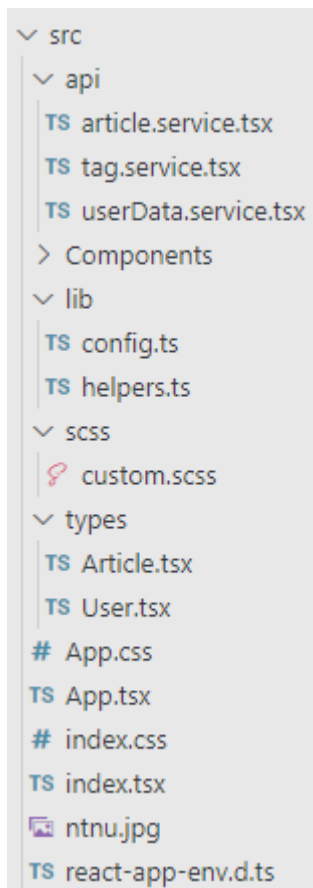 src
api
TS article.service.tsx
TS tag.service.tsx
TS userData.service.tsx
Components
lib
TS config.ts
TS helpers.ts
scss
custom.scss
types
TS Article.tsx
TS User.tsx
# App.css
TS App.tsx
# index.css
TS index.tsx
ntnu.jpg
TS react-app-env.d.ts